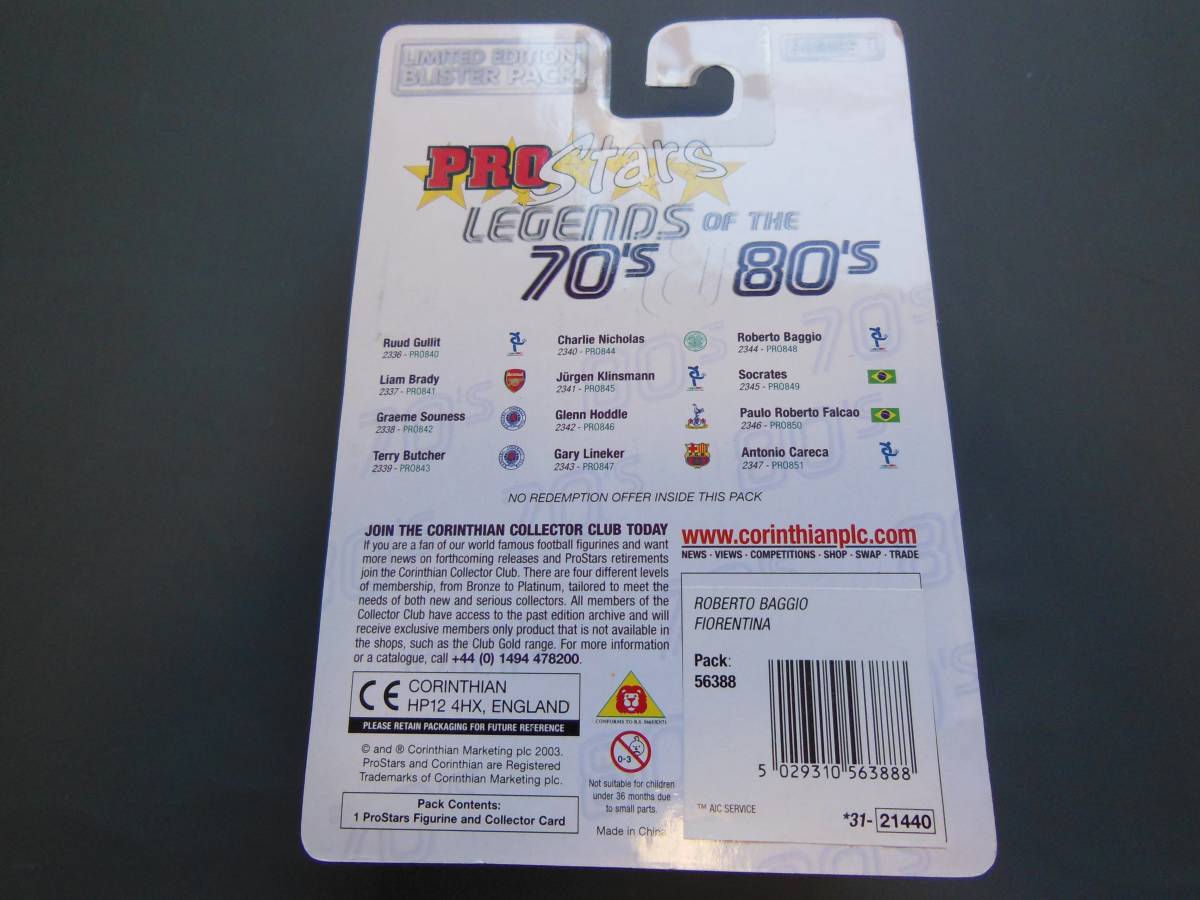 LIMITED EDITION
BLISTER PACK
SERIES 1
PRO Stars
LEGENDS OF THE
70'S & 80'S
Ruud Gullit
2336 - PRO840
Liam Brady
2337 - PRO841
Graeme Souness
2338 - PRO842
Terry Butcher
2339 - PRO843
Charlie Nicholas
2340 - PRO844
Jürgen Klinsmann
2341 - PRO845
Glenn Hoddle
2342 - PRO846
Gary Lineker
2343 - PRO847
Roberto Baggio
2344 - PRO848
Socrates
2345 - PRO849
Paulo Roberto Falcao
2346 - PRO850
Antonio Careca
2347 - PRO851
NO REDEMPTION OFFER INSIDE THIS PACK
JOIN THE CORINTHIAN COLLECTOR CLUB TODAY
If you are a fan of our world famous football figurines and want
more news on forthcoming releases and ProStars retirements
join the Corinthian Collector Club. There are four different levels
of membership, from Bronze to Platinum, tailored to meet the
needs of both new and serious collectors. All members of the
Collector Club have access to the past edition archive and will
receive exclusive members only product that is not available in
the shops, such as the Club Gold range. For more information
or a catalogue, call +44 (0) 1494 478200.
CE CORINTHIAN
HP12 4HX, ENGLAND
PLEASE RETAIN PACKAGING FOR FUTURE REFERENCE
© and ® Corinthian Marketing plc 2003.
ProStars and Corinthian are Registered
Trademarks of Corinthian Marketing plc.
Pack Contents:
1 ProStars Figurine and Collector Card
CONFORMS TO B.S. 5665/EN71
0-3
Not suitable for children
under 36 months due
to small parts.
Made in China
www.corinthianplc.com
NEWS · VIEWS · COMPETITIONS · SHOP · SWAP · TRADE
ROBERTO BAGGIO
FIORENTINA
Pack:
56388
5 029310 563888
™ AIC SERVICE
*31- 21440